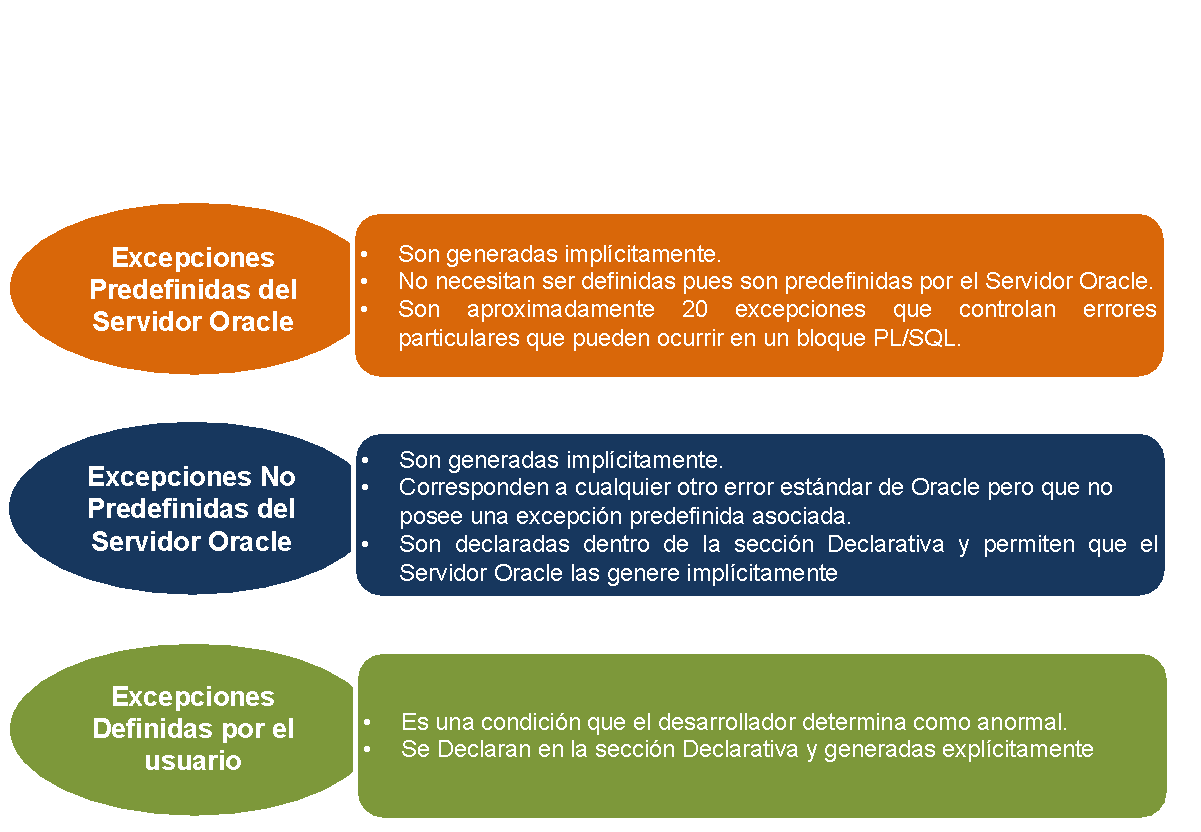 Excepciones
Predefinidas del
Servidor Oracle
• Son generadas implícitamente.
• No necesitan ser definidas pues son predefinidas por el Servidor Oracle.
• Son aproximadamente 20 excepciones que controlan errores
particulares que pueden ocurrir en un bloque PL/SQL.
Excepciones No
Predefinidas del
Servidor Oracle
• Son generadas implícitamente.
• Corresponden a cualquier otro error estándar de Oracle pero que no
posee una excepción predefinida asociada.
• Son declaradas dentro de la sección Declarativa y permiten que el
Servidor Oracle las genere implícitamente
Excepciones
Definidas por el
usuario
• Es una condición que el desarrollador determina como anormal.
• Se Declaran en la sección Declarativa y generadas explícitamente